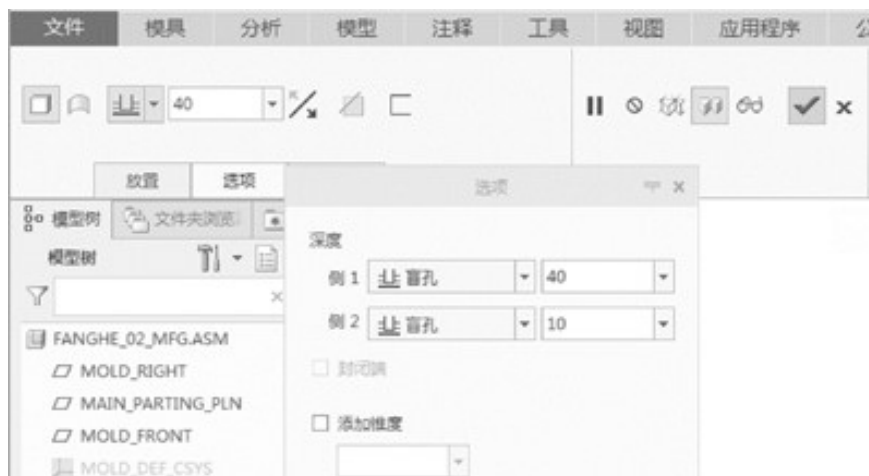 文件 模具 分析 模型 注释 工具 视图 应用程序
40
放置 选项 选项
模型树 文件夹浏览
深度
模型树
侧 1 盲孔 40
侧 2 盲孔 10
FANGHE_02_MFG.ASM
封闭端
MOLD_RIGHT
MAIN_PARTING_PLN
添加锥度
MOLD_FRONT
MOLD_DEF_CSYS